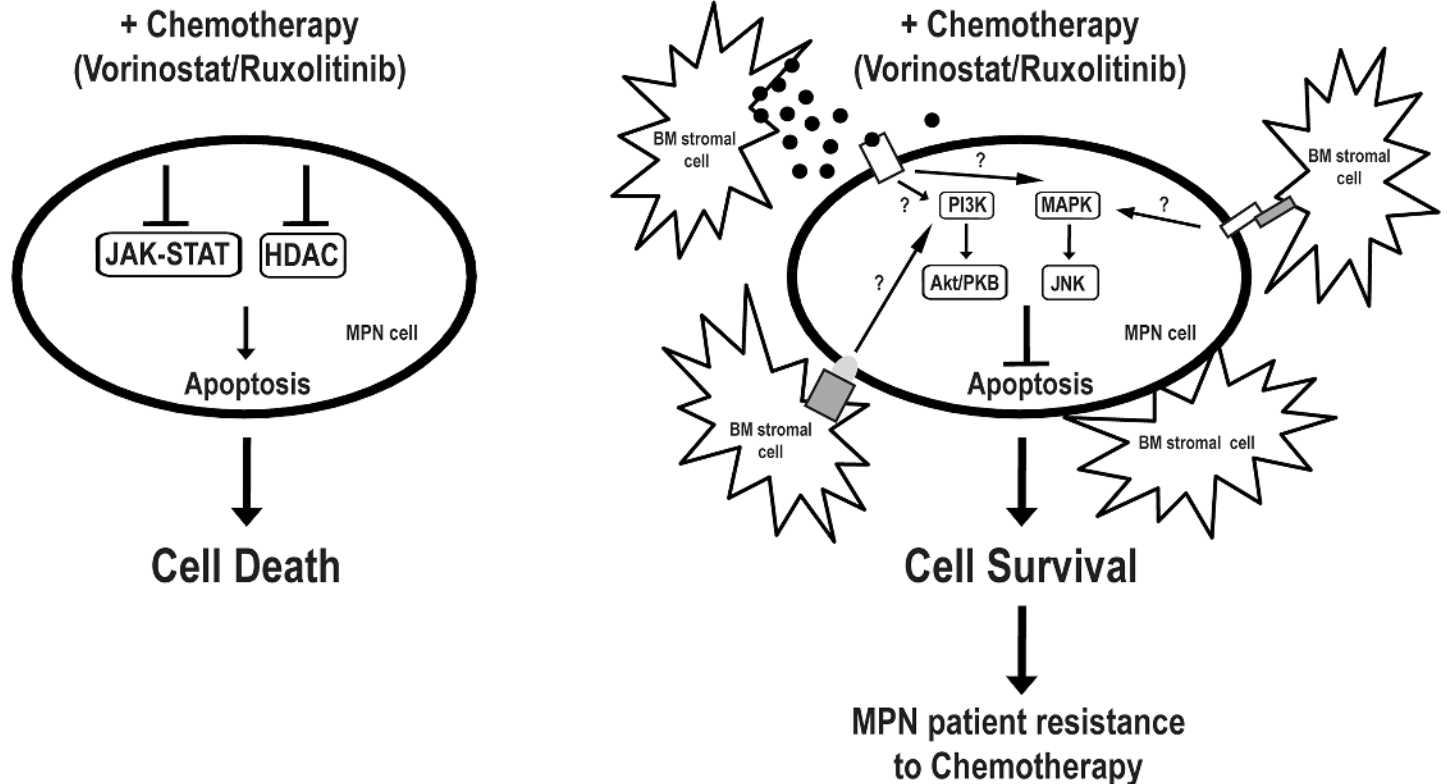 + Chemotherapy
(Vorinostat/Ruxolitinib)
JAK-STAT
HDAC
MPN cell
Apoptosis
Cell Death
+ Chemotherapy
(Vorinostat/Ruxolitinib)
BM stromal
cell
BM stromal
cell
?
?
PI3K
MAPK
?
?
Akt/PKB
JNK
MPN cell
Apoptosis
BM stromal
cell
BM stromal cell
Cell Survival
MPN patient resistance
to Chemotherapy